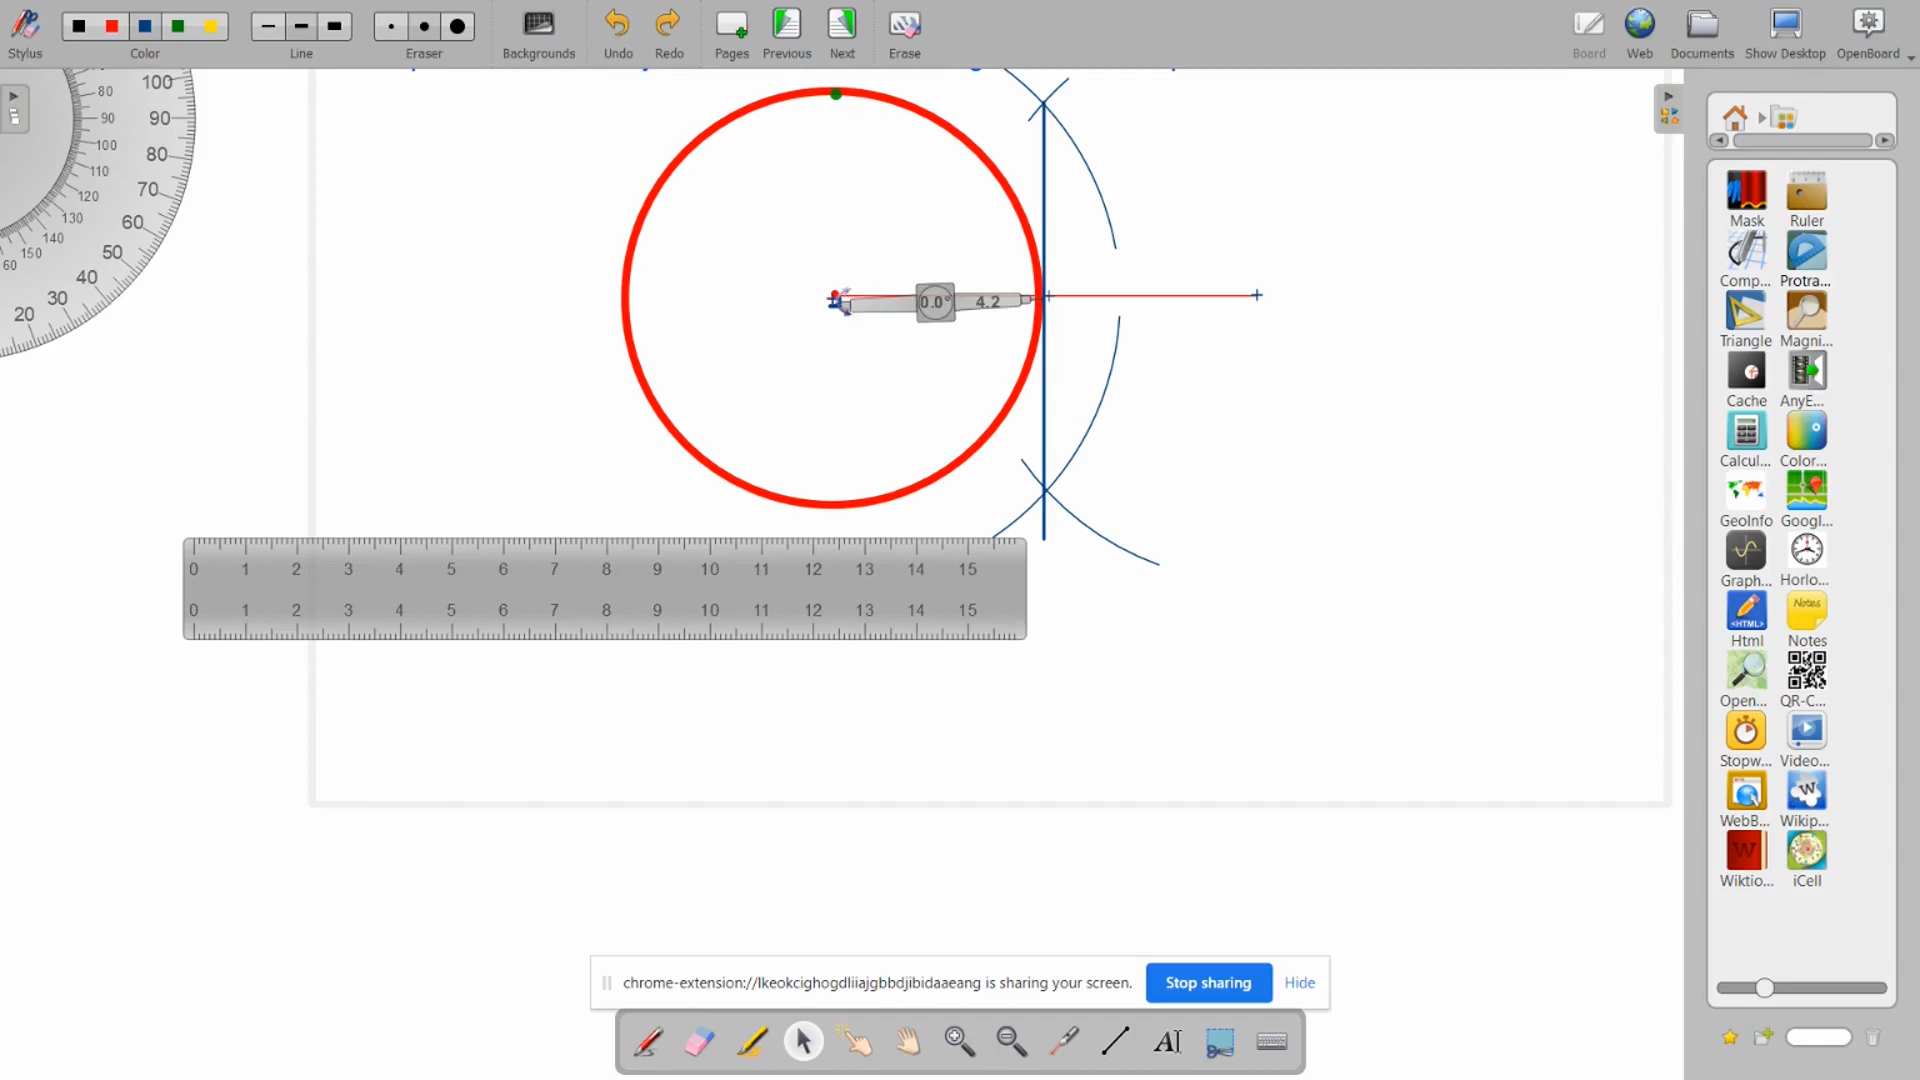 Stylus Color Line Eraser Backgrounds Undo Redo Pages Previous Next Erase Board Web Documents Show Desktop OpenBoard
100
80
90
90
100
80
110
70
120
60
130
50
140
40
150
30
60
20
0.0° 4.2
0 1 2 3 4 5 6 7 8 9 10 11 12 13 14 15
0 1 2 3 4 5 6 7 8 9 10 11 12 13 14 15
Mask Ruler
Comp... Protra...
Triangle Magni...
Cache AnyE...
Calcul... Color...
GeoInfo Googl...
Graph... Horlo...
<HTML> Notes
Html Notes
Open... QR-C...
Stopw... Video...
W
WebB... Wikip...
W
Wiktio... iCell
chrome-extension://lkeokcighogdliiajgbbdjibidaaeang is sharing your screen. Stop sharing Hide
A